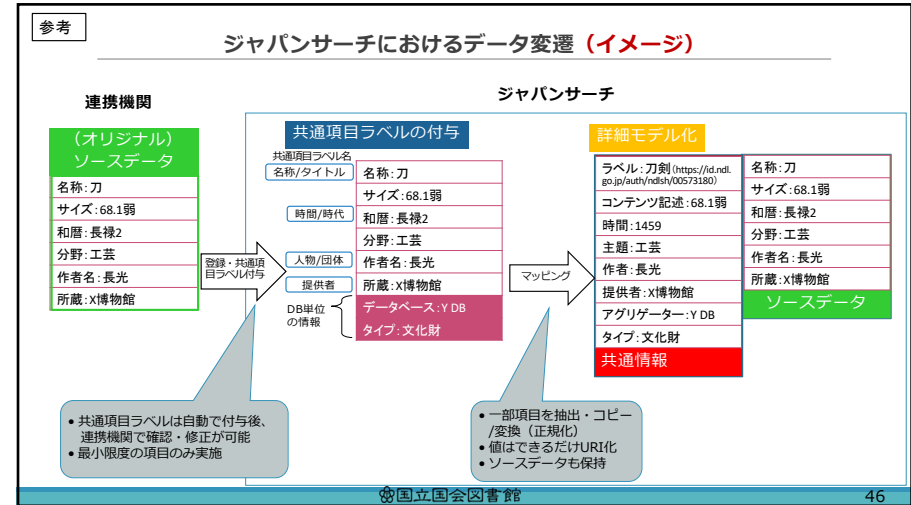 参考
ジャパンサーチにおけるデータ変遷（イメージ）
連携機関
ジャパンサーチ
（オリジナル）
ソースデータ
名称：刀
サイズ：68.1弱
和暦：長禄2
分野：工芸
作者名：長光
所蔵：X博物館
登録・共通項
目ラベル付与
共通項目ラベルの付与
共通項目ラベル名
名称/タイトル
時間/時代
人物/団体
提供者
DB単位
の情報
名称：刀
サイズ：68.1弱
和暦：長禄2
分野：工芸
作者名：長光
所蔵：X博物館
データベース：Y DB
タイプ：文化財
マッピング
詳細モデル化
ラベル：刀剣(https://id.ndl.
go.jp/auth/ndlsh/00573180)
コンテンツ記述：68.1弱
時間：1459
主題：工芸
作者：長光
提供者：X博物館
アグリゲーター：Y DB
タイプ：文化財
共通情報
名称：刀
サイズ：68.1弱
和暦：長禄2
分野：工芸
作者名：長光
所蔵：X博物館
ソースデータ
• 共通項目ラベルは自動で付与後、
連携機関で確認・修正が可能
• 最小限度の項目のみ実施
• 一部項目を抽出・コピー
/変換（正規化）
• 値はできるだけURI化
• ソースデータも保持
国立国会図書館
46